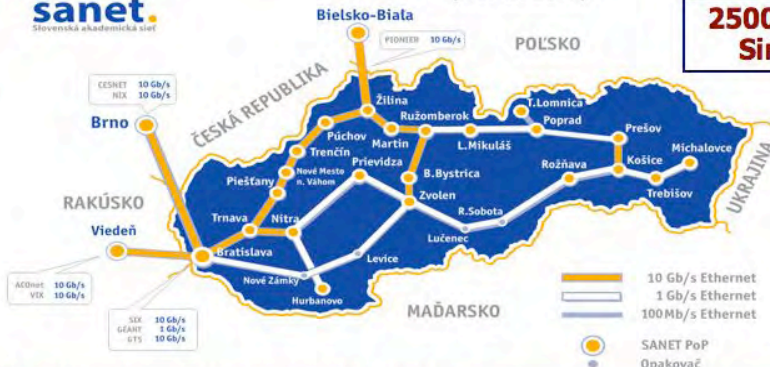 sanet.
Slovenská akademická sieť
2500
Sin
Bielsko-Biała
PIONIER 10 Gb/s
POĽSKO
CESNET 10 Gb/s
NIX 10 Gb/s
ČESKÁ REPUBLIKA
Brno
Žilina
Ružomberok
T.Lomnica
Poprad
Púchov
Martin
L.Mikuláš
Prešov
Trenčín
Prievidza
Michalovce
Nové Mesto
n. Váhom
B.Bystrica
Rožňava
Košice
Piešťany
Trebišov
UKRAJINA
RAKÚSKO
Zvolen
Trnava
Nitra
R.Sobota
Viedeň
Lučenec
Bratislava
Levice
Nové Zámky
ACOnet 10 Gb/s
VIX 10 Gb/s
Hurbanovo
MAĎARSKO
10 Gb/s Ethernet
1 Gb/s Ethernet
100Mb/s Ethernet
SIX 10 Gb/s
GÉANT 1 Gb/s
GTS 10 Gb/s
SANET PoP
Opakovač